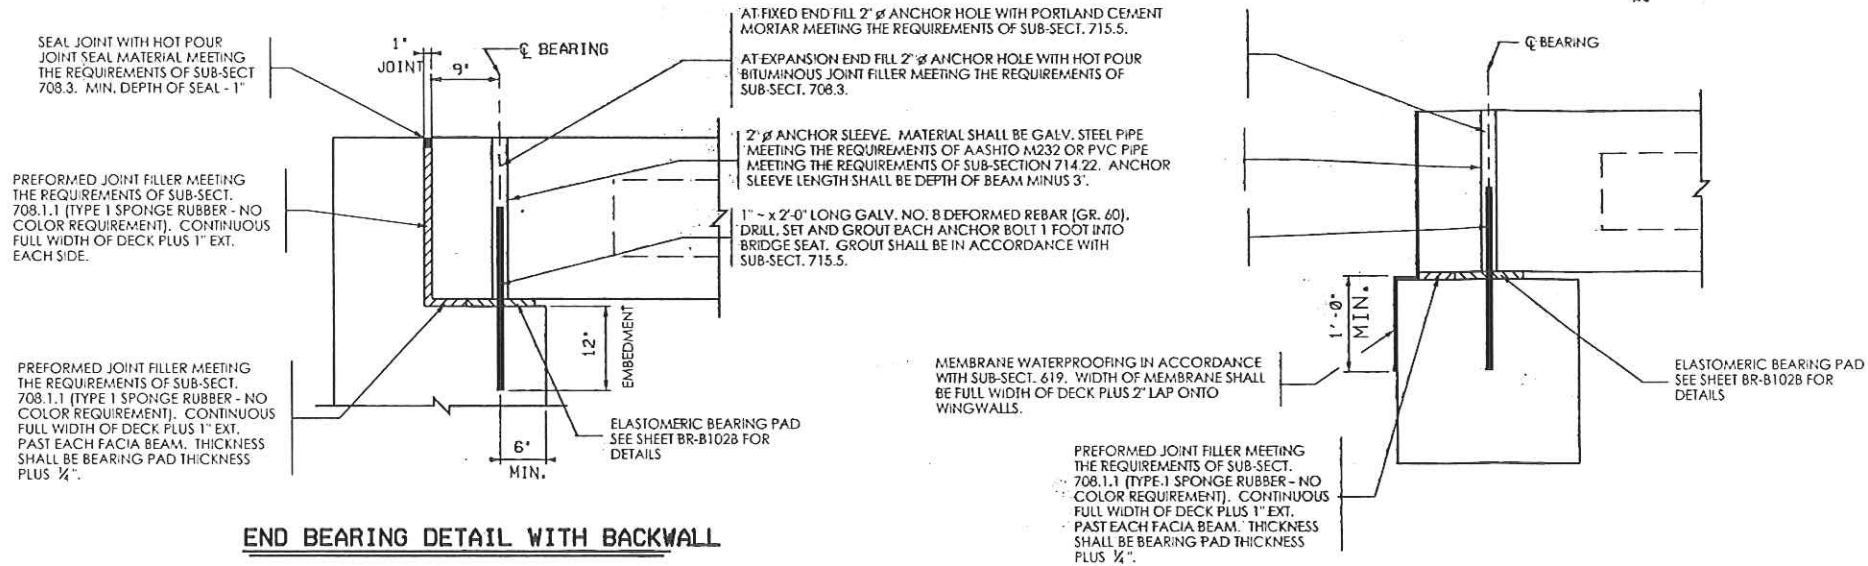 SEAL JOINT WITH HOT POUR
JOINT SEAL MATERIAL MEETING
THE REQUIREMENTS OF SUB-SECT
708.3. MIN. DEPTH OF SEAL - 1"
1"
JOINT
9"
℄ BEARING
AT FIXED END FILL 2" ø ANCHOR HOLE WITH PORTLAND CEMENT
MORTAR MEETING THE REQUIREMENTS OF SUB-SECT. 715.5.
AT EXPANSION END FILL 2" ø ANCHOR HOLE WITH HOT POUR
BITUMINOUS JOINT FILLER MEETING THE REQUIREMENTS OF
SUB-SECT. 708.3.
2" ø ANCHOR SLEEVE. MATERIAL SHALL BE GALV. STEEL PIPE
MEETING THE REQUIREMENTS OF AASHTO M232 OR PVC PIPE
MEETING THE REQUIREMENTS OF SUB-SECTION 714.22. ANCHOR
SLEEVE LENGTH SHALL BE DEPTH OF BEAM MINUS 3".
1" ~ x 2'-0" LONG GALV. NO. 8 DEFORMED REBAR (GR. 60).
DRILL, SET AND GROUT EACH ANCHOR BOLT 1 FOOT INTO
BRIDGE SEAT. GROUT SHALL BE IN ACCORDANCE WITH
SUB-SECT. 715.5.
PREFORMED JOINT FILLER MEETING
THE REQUIREMENTS OF SUB-SECT.
708.1.1 (TYPE 1 SPONGE RUBBER - NO
COLOR REQUIREMENT). CONTINUOUS
FULL WIDTH OF DECK PLUS 1" EXT.
EACH SIDE.
PREFORMED JOINT FILLER MEETING
THE REQUIREMENTS OF SUB-SECT.
708.1.1 (TYPE 1 SPONGE RUBBER - NO
COLOR REQUIREMENT). CONTINUOUS
FULL WIDTH OF DECK PLUS 1" EXT.
PAST EACH FACIA BEAM. THICKNESS
SHALL BE BEARING PAD THICKNESS
PLUS ¼".
12"
EMBEDMENT
6"
MIN.
ELASTOMERIC BEARING PAD
SEE SHEET BR-B102B FOR
DETAILS
END BEARING DETAIL WITH BACKWALL
℄ BEARING
1'-0"
MIN.
MEMBRANE WATERPROOFING IN ACCORDANCE
WITH SUB-SECT. 619. WIDTH OF MEMBRANE SHALL
BE FULL WIDTH OF DECK PLUS 2" LAP ONTO
WINGWALLS.
ELASTOMERIC BEARING PAD
SEE SHEET BR-B102B FOR
DETAILS
PREFORMED JOINT FILLER MEETING
THE REQUIREMENTS OF SUB-SECT.
708.1.1 (TYPE 1 SPONGE RUBBER - NO
COLOR REQUIREMENT). CONTINUOUS
FULL WIDTH OF DECK PLUS 1" EXT.
PAST EACH FACIA BEAM. THICKNESS
SHALL BE BEARING PAD THICKNESS
PLUS ¼".